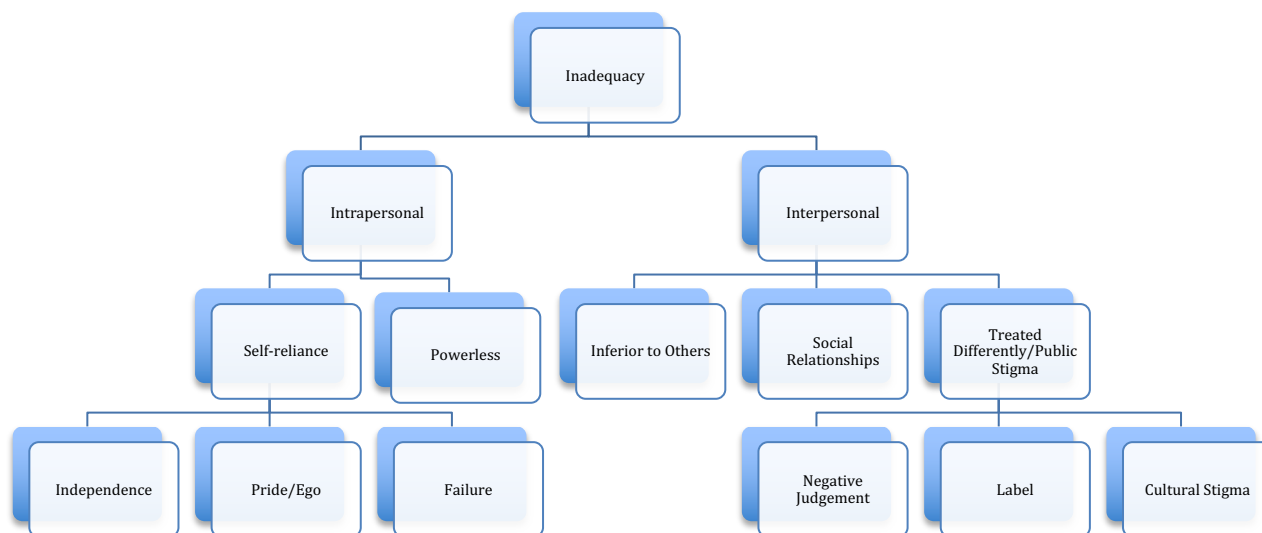 Inadequacy
Intrapersonal
Interpersonal
Self-reliance
Powerless
Inferior to Others
Social
Relationships
Treated
Differently/Public
Stigma
Independence
Pride/Ego
Failure
Negative
Judgement
Label
Cultural Stigma